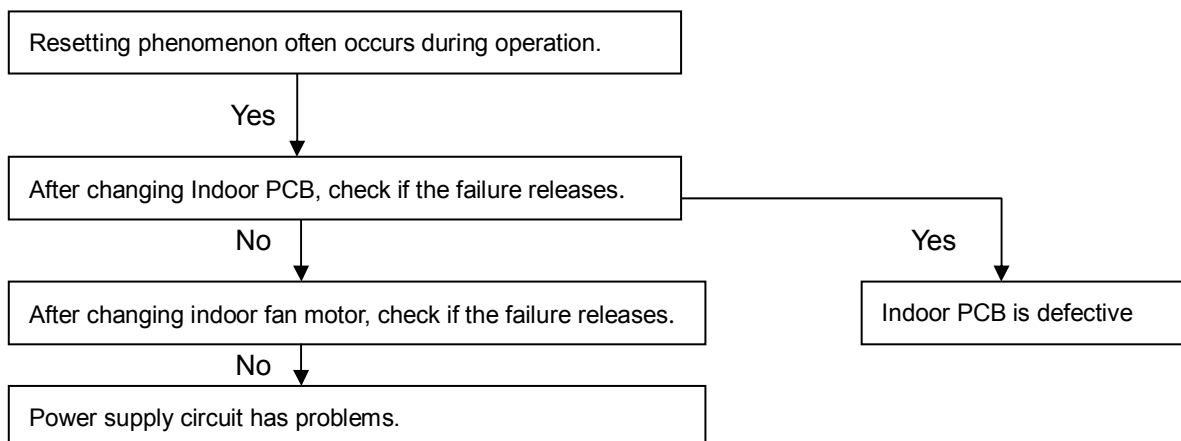 Resetting phenomenon often occurs during operation.
Yes
After changing Indoor PCB, check if the failure releases.
No
Yes
After changing indoor fan motor, check if the failure releases.
Indoor PCB is defective
No
Power supply circuit has problems.